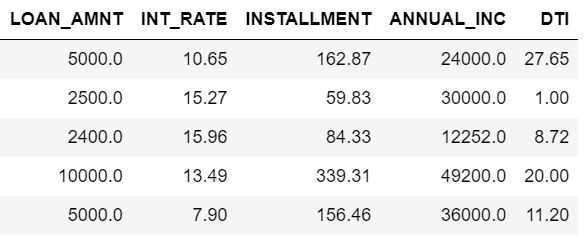 LOAN_AMNT INT_RATE INSTALLMENT ANNUAL_INC DTI
5000.0 10.65 162.87 24000.0 27.65
2500.0 15.27 59.83 30000.0 1.00
2400.0 15.96 84.33 12252.0 8.72
10000.0 13.49 339.31 49200.0 20.00
5000.0 7.90 156.46 36000.0 11.20